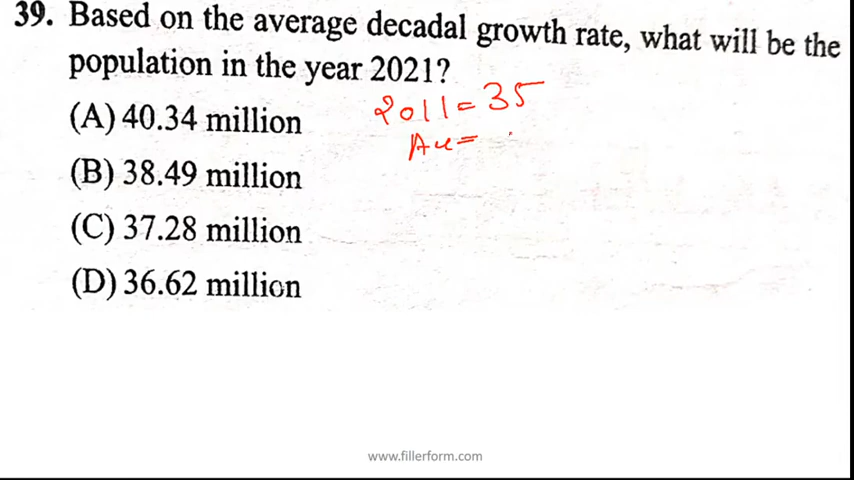 39. Based on the average decadal growth rate, what will be the
population in the year 2021?
2011 = 35
(A) 40.34 million
Au =
(B) 38.49 million
(C) 37.28 million
(D) 36.62 million
www.fillerform.com